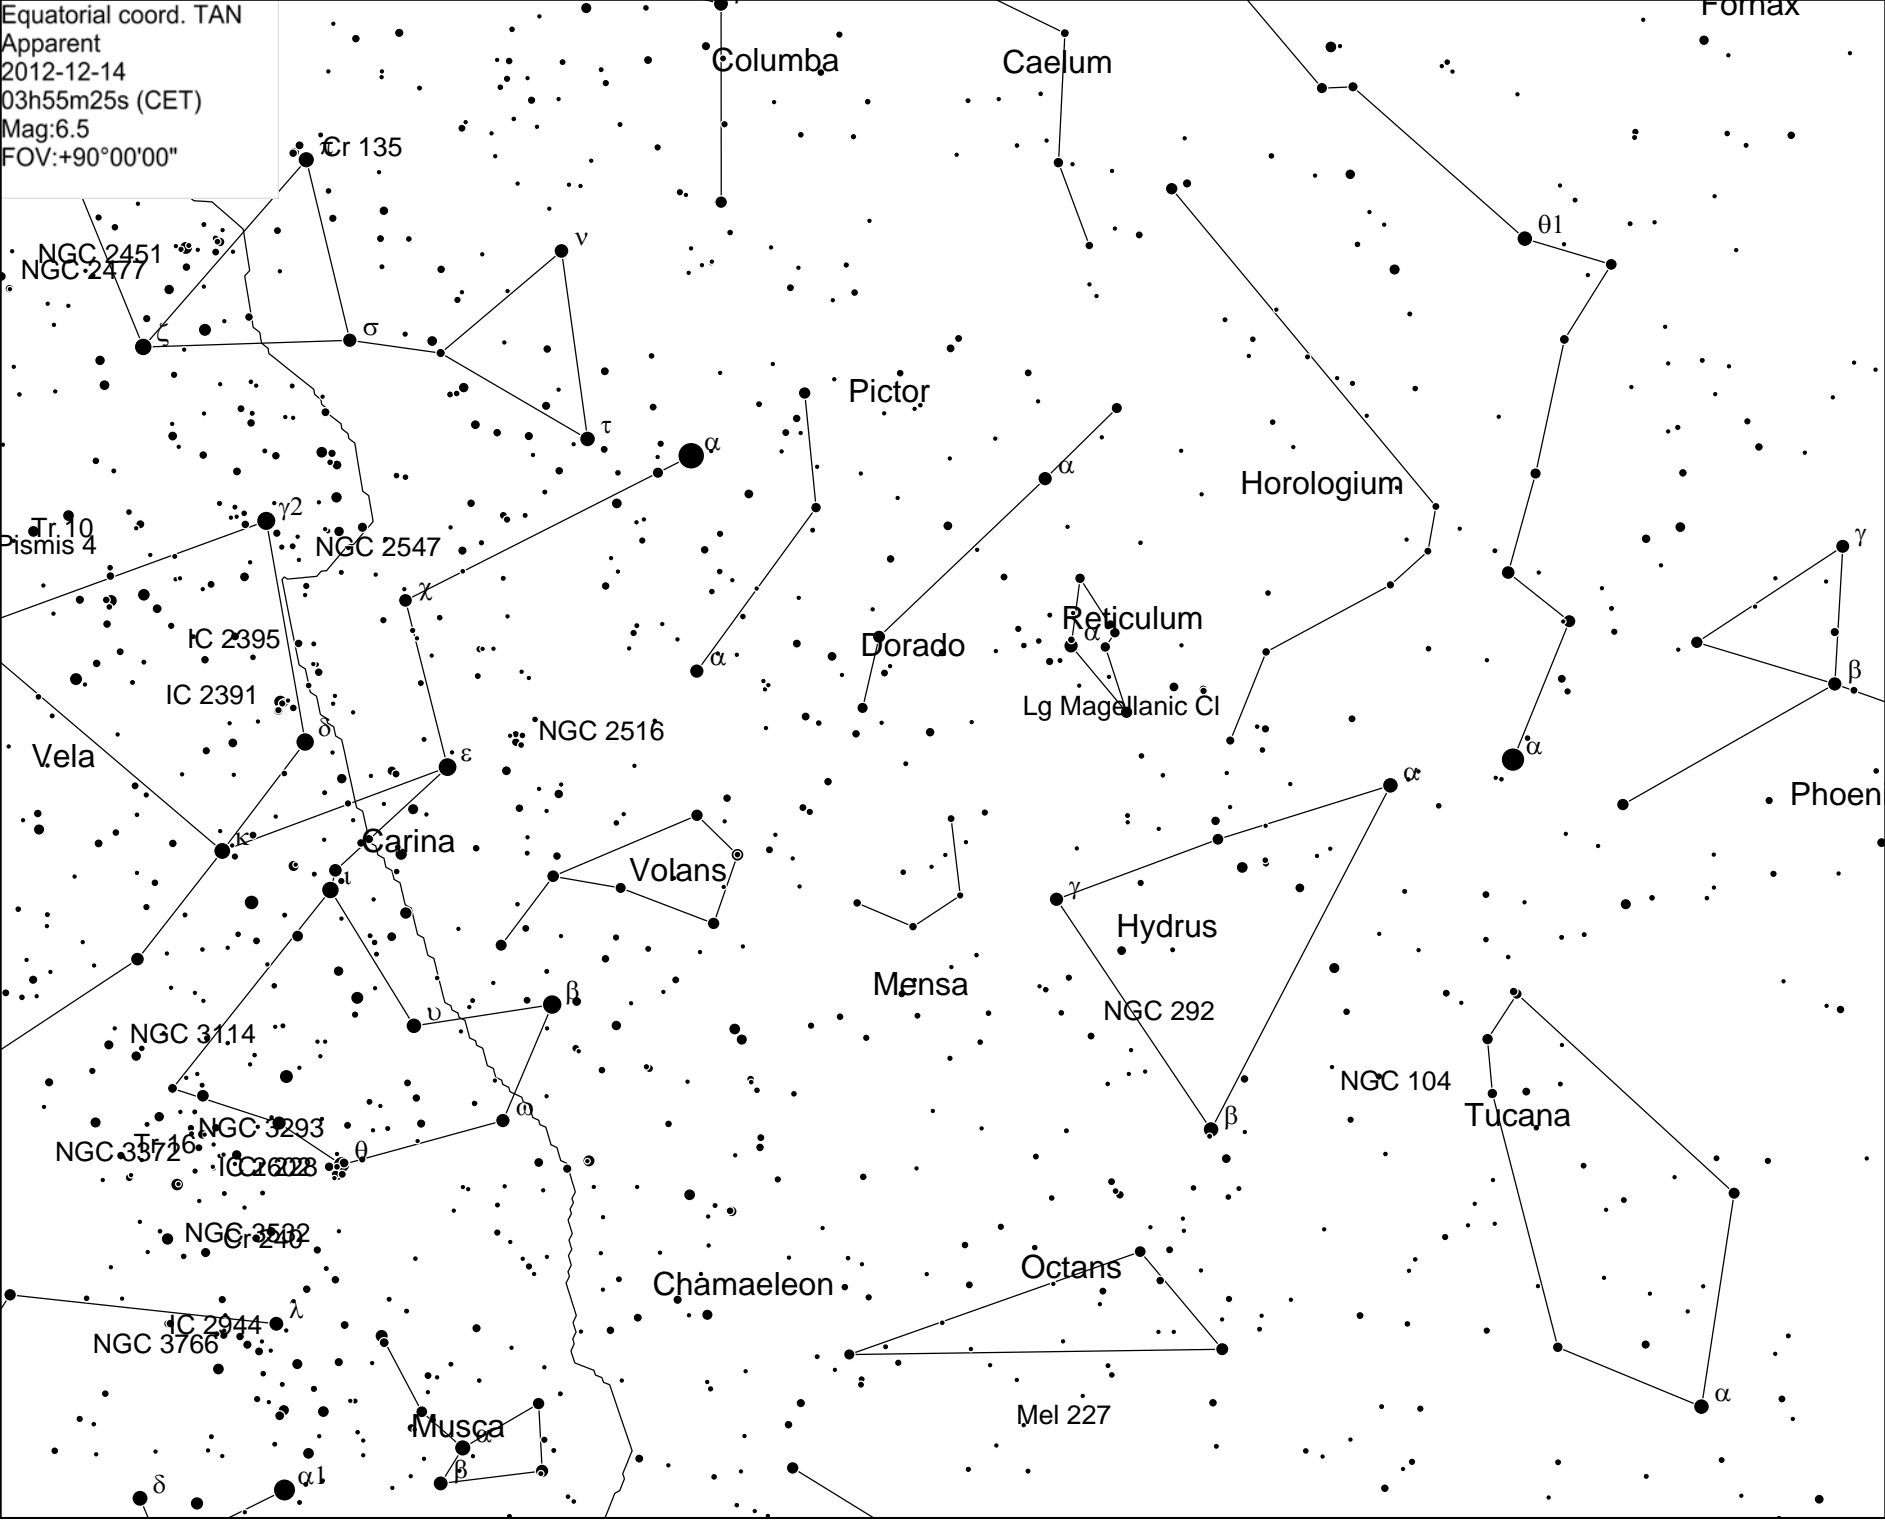 Equatorial coord. TAN
Apparent
2012-12-14
03h55m25s (CET)
Mag:6.5
FOV:+90°00'00"
Fornax
Columba
Caelum
π
Cr 135
θ1
ν
NGC 2451
NGC 2477
ζ
σ
Pictor
τ
α
α
Horologium
γ2
Tr 10
Pismis 4
NGC 2547
γ
χ
Reticulum
α
IC 2395
Dorado
α
β
IC 2391
Lg Magellanic Cl
δ
NGC 2516
α
Vela
ε
α
Phoen
κ
Carina
Volans
ι
γ
Hydrus
Mensa
β
υ
NGC 292
NGC 3114
NGC 104
ω
Tucana
β
NGC 3293
Tr 16
NGC 3372
θ
IC 2602
Cr 228
NGC 3532
Cr 240
Octans
Chamaeleon
λ
IC 2944
NGC 3766
α
Mel 227
Musca
α
β
α1
δ